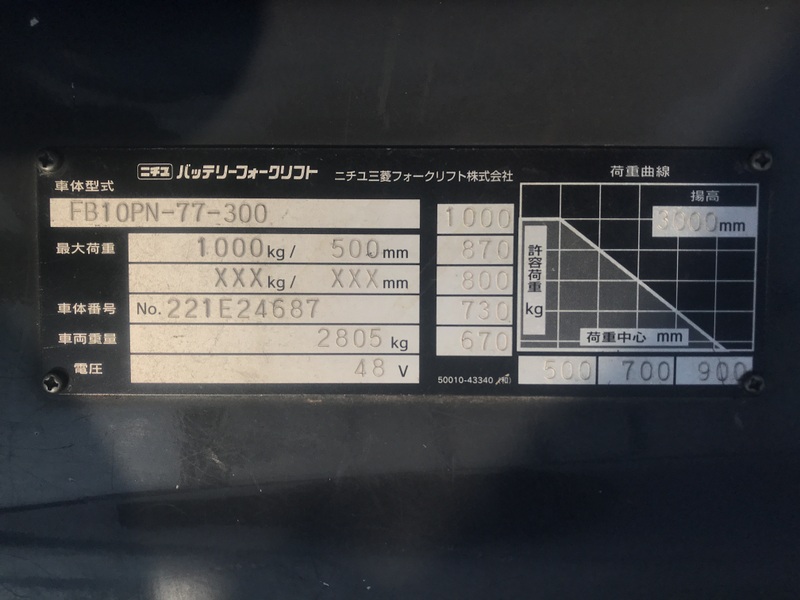 ニチユ バッテリーフォークリフト ニチユ三菱フォークリフト株式会社
車体型式
FB10PN-77-300
最大荷重 1000kg / 500mm
XXXkg / XXXmm
車体番号 No. 221E24687
車両重量 2805 kg
電圧 48 V
1000
870
800
730
670
50010-43340
荷重曲線
揚高
3000mm
許容荷重 kg
荷重中心 mm
500 700 900